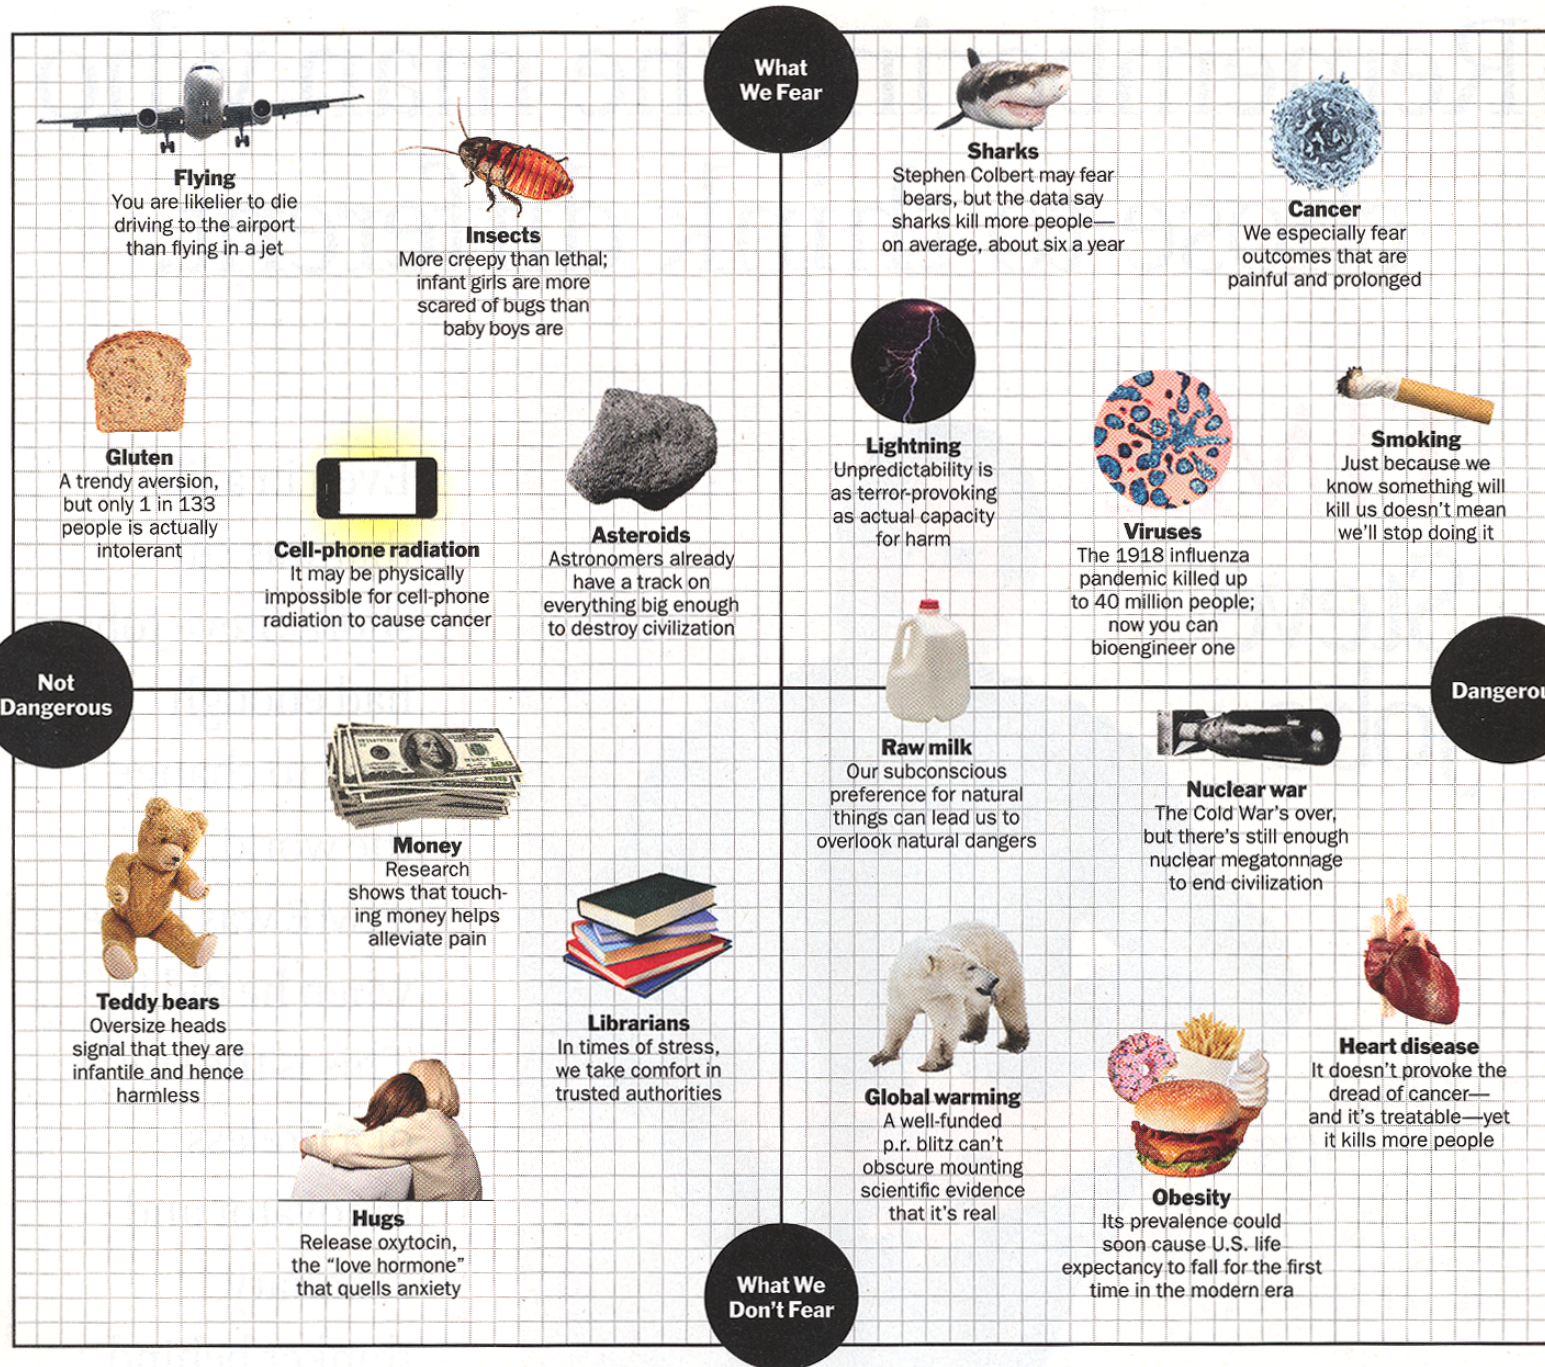 What
We Fear
Flying
You are likelier to die
driving to the airport
than flying in a jet
Insects
More creepy than lethal;
infant girls are more
scared of bugs than
baby boys are
Sharks
Stephen Colbert may fear
bears, but the data say
sharks kill more people—
on average, about six a year
Cancer
We especially fear
outcomes that are
painful and prolonged
Gluten
A trendy aversion,
but only 1 in 133
people is actually
intolerant
Cell-phone radiation
It may be physically
impossible for cell-phone
radiation to cause cancer
Asteroids
Astronomers already
have a track on
everything big enough
to destroy civilization
Lightning
Unpredictability is
as terror-provoking
as actual capacity
for harm
Viruses
The 1918 influenza
pandemic killed up
to 40 million people;
now you can
bioengineer one
Smoking
Just because we
know something will
kill us doesn't mean
we'll stop doing it
Not
Dangerous
Dangerou
Money
Research
shows that touch-
ing money helps
alleviate pain
Raw milk
Our subconscious
preference for natural
things can lead us to
overlook natural dangers
Nuclear war
The Cold War's over,
but there's still enough
nuclear megatonnage
to end civilization
Teddy bears
Oversize heads
signal that they are
infantile and hence
harmless
Librarians
In times of stress,
we take comfort in
trusted authorities
Global warming
A well-funded
p.r. blitz can't
obscure mounting
scientific evidence
that it's real
Heart disease
It doesn't provoke the
dread of cancer—
and it's treatable—yet
it kills more people
Hugs
Release oxytocin,
the "love hormone"
that quells anxiety
Obesity
Its prevalence could
soon cause U.S. life
expectancy to fall for the first
time in the modern era
What We
Don't Fear